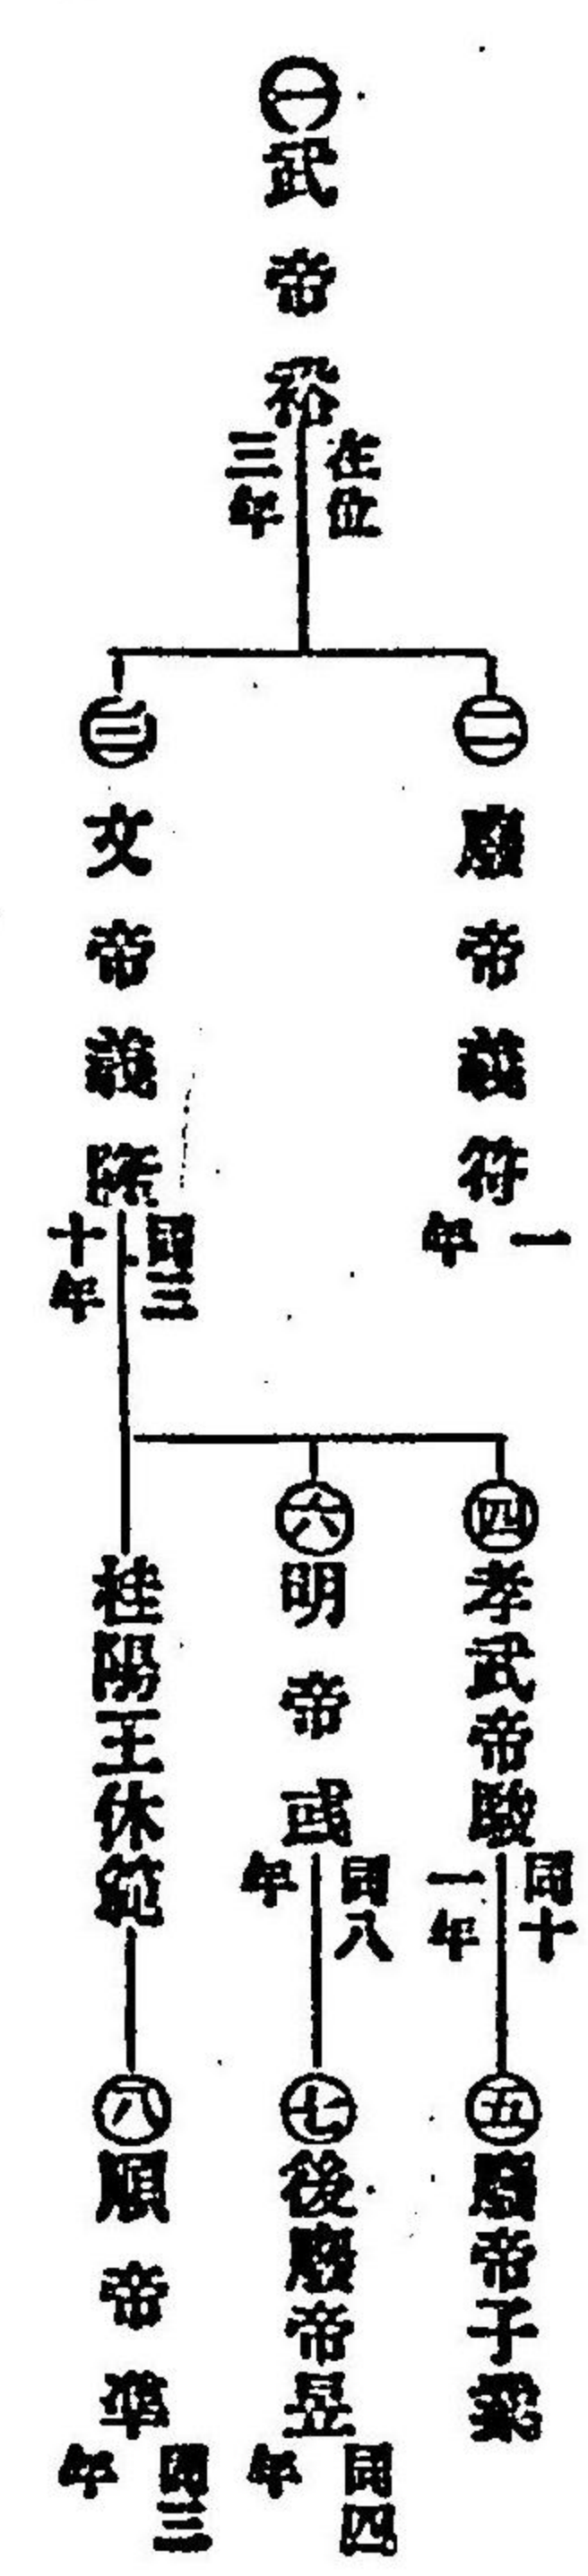 ㊀武帝裕
在位
三年
㊁廢帝義符
一
年
㊂文帝義隆
同三
十年
㊃孝武帝駿
同十
一年
㊅明帝彧
同八
年
桂陽王休範
㊄廢帝子業
㊆後廢帝昱
同四
年
㊇順帝準
同三
年